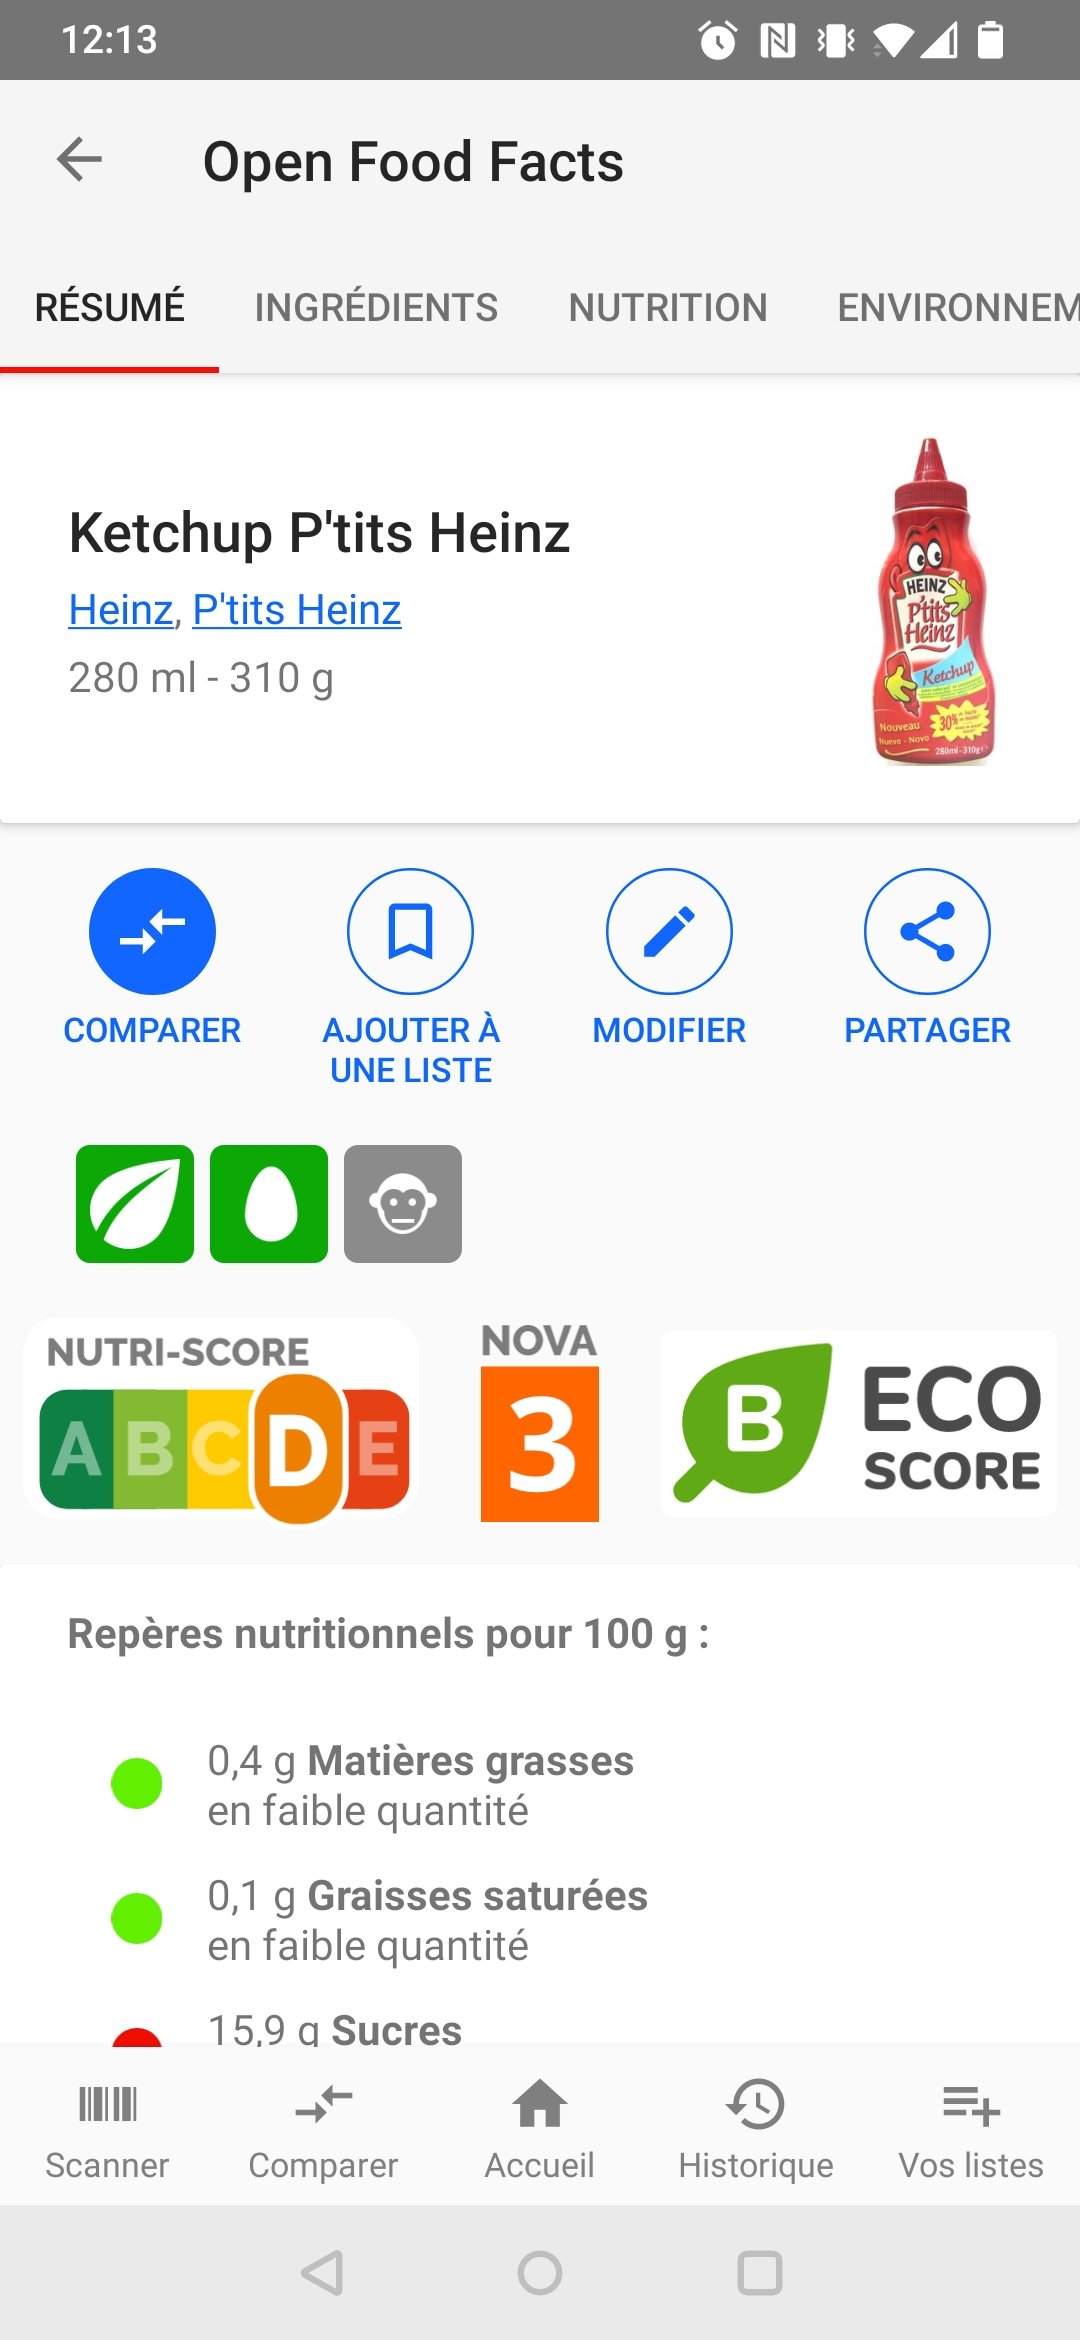 12:13
Open Food Facts
RÉSUMÉ
INGRÉDIENTS
NUTRITION
ENVIRONNEM
Ketchup P'tits Heinz
Heinz, P'tits Heinz
280 ml - 310 g
HEINZ
P'tits
Heinz
Ketchup
Nouveau
Nuevo - Novo
30%
280ml-310g e
COMPARER
AJOUTER À
UNE LISTE
MODIFIER
PARTAGER
NUTRI-SCORE
A B C D E
NOVA
3
B
ECO
SCORE
Repères nutritionnels pour 100 g :
0,4 g Matières grasses
en faible quantité
0,1 g Graisses saturées
en faible quantité
15,9 g Sucres
Scanner
Comparer
Accueil
Historique
Vos listes